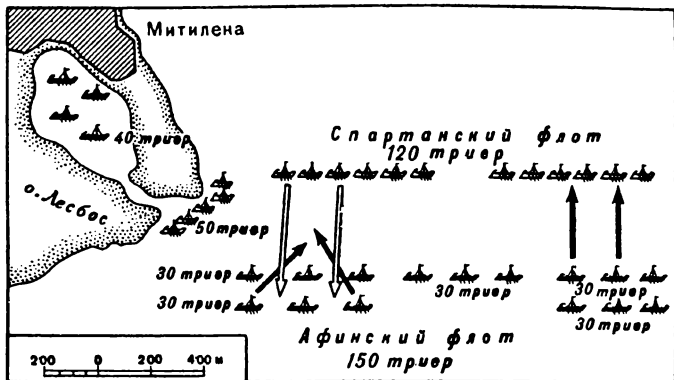 Митилена
40 триер
Спартанский флот
120 триер
о. Лесбос
50 триер
30 триер
30 триер
30 триер
30 триер
30 триер
Афинский флот
150 триер
200 0 200 400 м